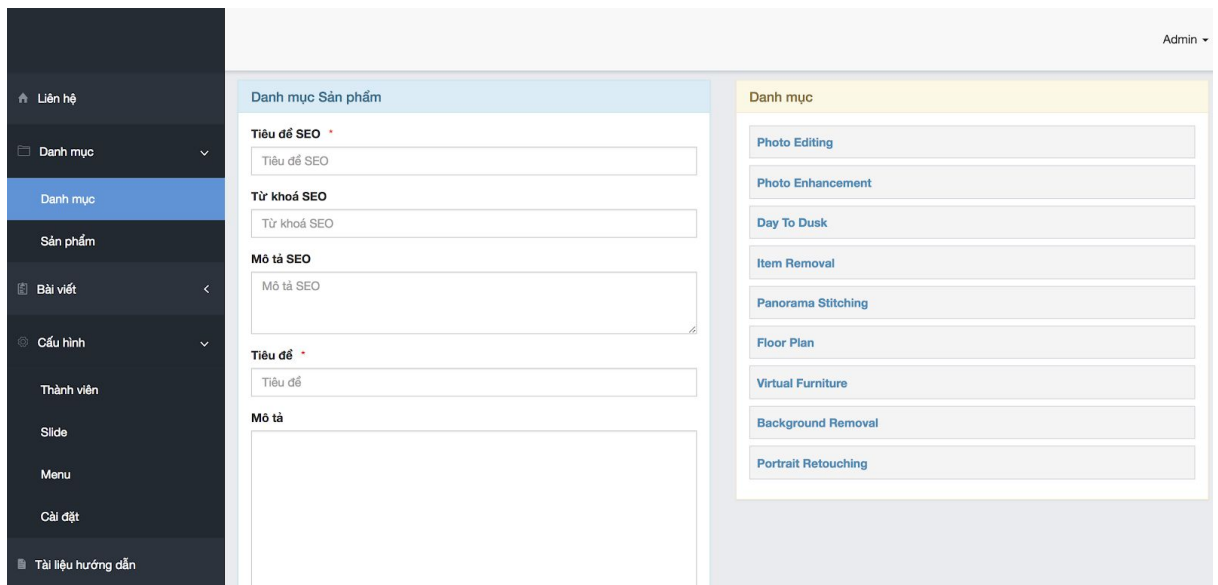 Admin
Liên hệ
Danh mục
Danh mục
Sản phẩm
Bài viết
Cấu hình
Thành viên
Slide
Menu
Cài đặt
Tài liệu hướng dẫn
Danh mục Sản phẩm
Tiêu đề SEO *
Tiêu đề SEO
Từ khoá SEO
Từ khoá SEO
Mô tả SEO
Mô tả SEO
Tiêu đề *
Tiêu đề
Mô tả
Danh mục
Photo Editing
Photo Enhancement
Day To Dusk
Item Removal
Panorama Stitching
Floor Plan
Virtual Furniture
Background Removal
Portrait Retouching